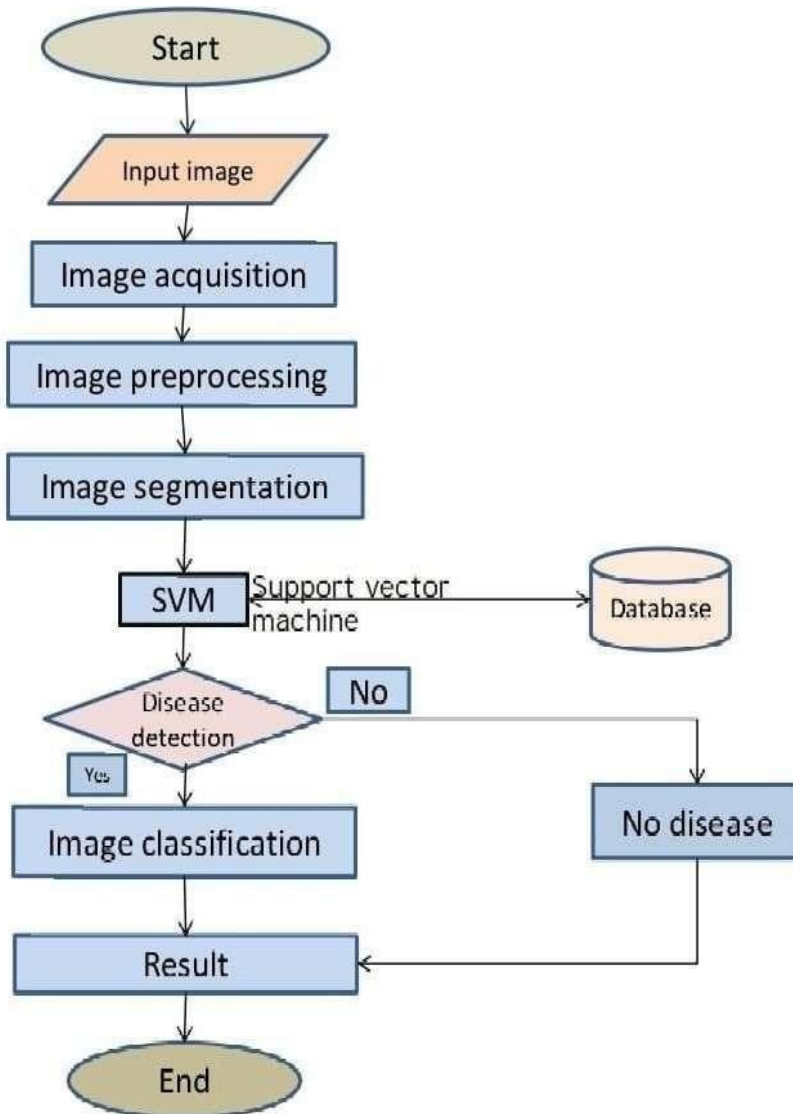 Start
Input image
Image acquisition
Image preprocessing
Image segmentation
SVM
Support vector
machine
Database
Disease
detection
No
Yes
Image classification
No disease
Result
End